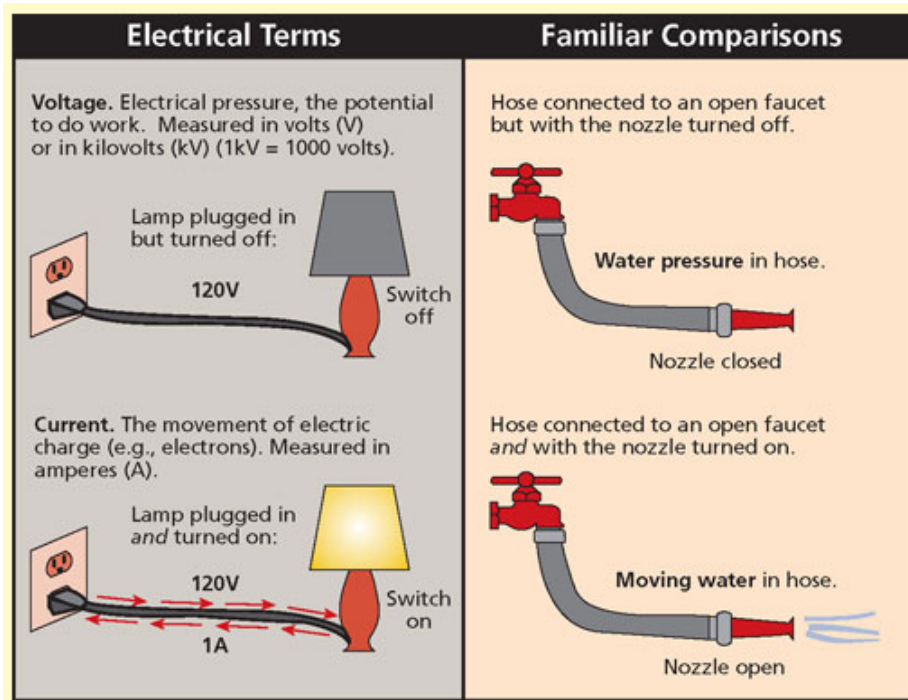 Electrical Terms
Voltage. Electrical pressure, the potential
to do work. Measured in volts (V)
or in kilovolts (kV) (1kV = 1000 volts).
Lamp plugged in
but turned off:
120V
Switch
off
Current. The movement of electric
charge (e.g., electrons). Measured in
amperes (A).
Lamp plugged in
and turned on:
120V
Switch
on
1A
Familiar Comparisons
Hose connected to an open faucet
but with the nozzle turned off.
Water pressure in hose.
Nozzle closed
Hose connected to an open faucet
and with the nozzle turned on.
Moving water in hose.
Nozzle open